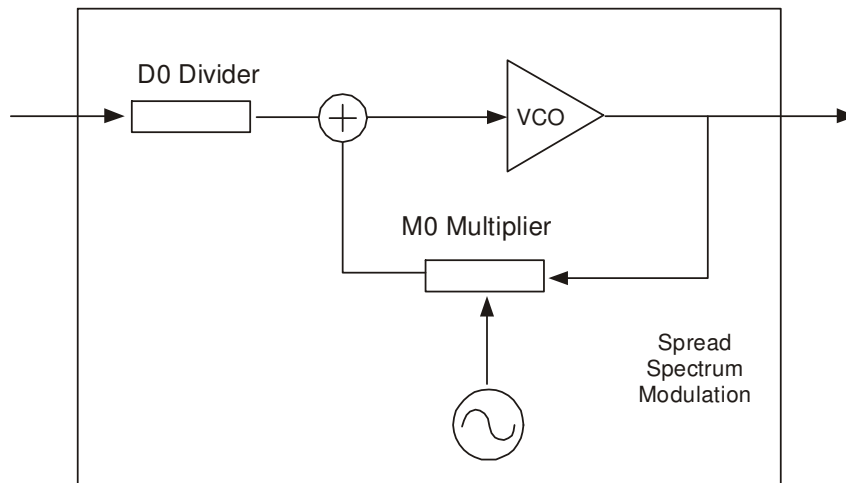 D0 Divider
VCO
M0 Multiplier
Spread
Spectrum
Modulation